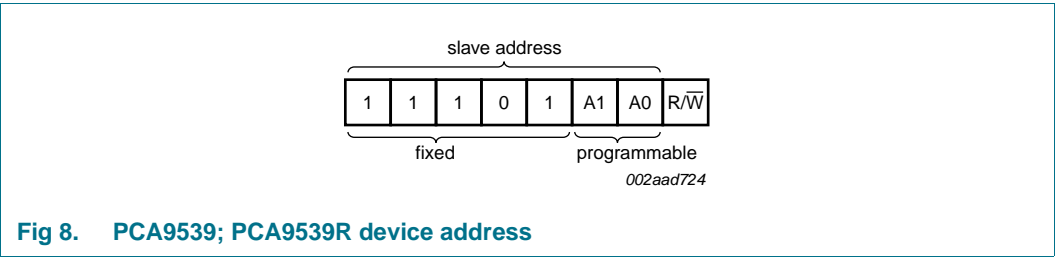 slave address
1 1 1 0 1 A1 A0 R/W̅
fixed programmable
002aad724
Fig 8. PCA9539; PCA9539R device address